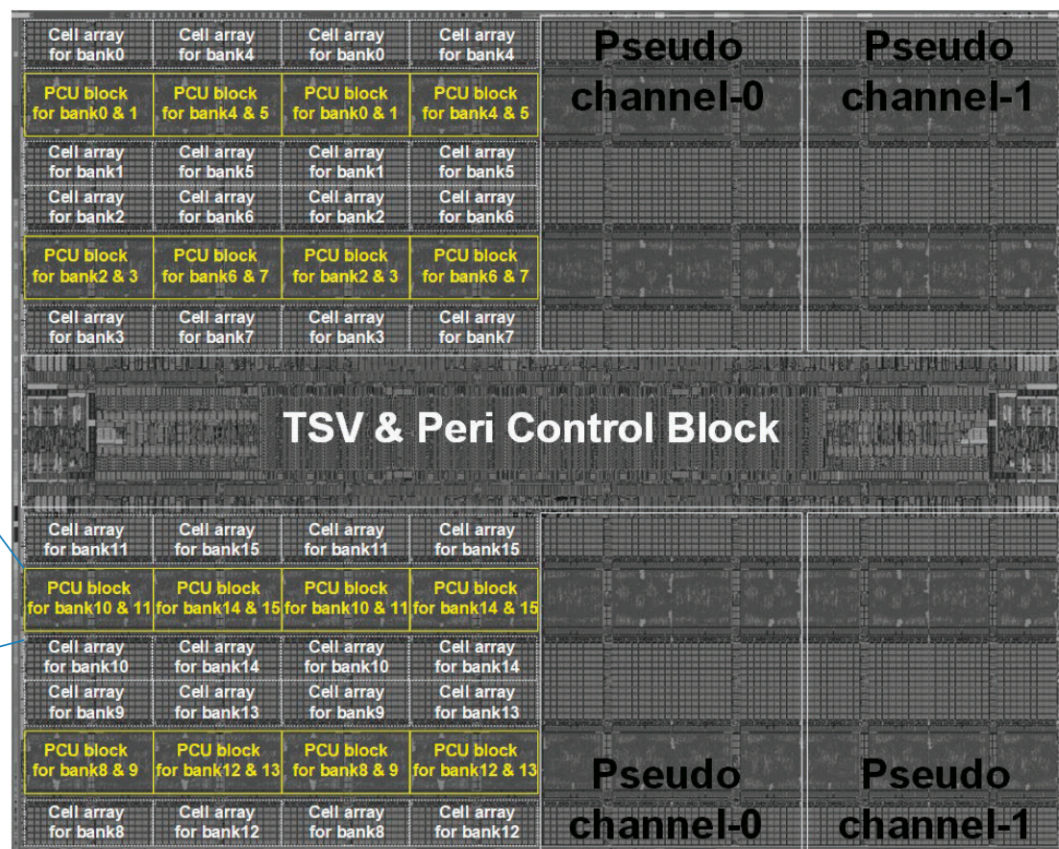 Cell array
for bank0
Cell array
for bank4
Cell array
for bank0
Cell array
for bank4
Pseudo
channel-0
Pseudo
channel-1
PCU block
for bank0 & 1
PCU block
for bank4 & 5
PCU block
for bank0 & 1
PCU block
for bank4 & 5
Cell array
for bank1
Cell array
for bank5
Cell array
for bank1
Cell array
for bank5
Cell array
for bank2
Cell array
for bank6
Cell array
for bank2
Cell array
for bank6
PCU block
for bank2 & 3
PCU block
for bank6 & 7
PCU block
for bank2 & 3
PCU block
for bank6 & 7
Cell array
for bank3
Cell array
for bank7
Cell array
for bank3
Cell array
for bank7
TSV & Peri Control Block
Cell array
for bank11
Cell array
for bank15
Cell array
for bank11
Cell array
for bank15
PCU block
for bank10 & 11
PCU block
for bank14 & 15
PCU block
for bank10 & 11
PCU block
for bank14 & 15
Cell array
for bank10
Cell array
for bank14
Cell array
for bank10
Cell array
for bank14
Cell array
for bank9
Cell array
for bank13
Cell array
for bank9
Cell array
for bank13
PCU block
for bank8 & 9
PCU block
for bank12 & 13
PCU block
for bank8 & 9
PCU block
for bank12 & 13
Pseudo
channel-0
Pseudo
channel-1
Cell array
for bank8
Cell array
for bank12
Cell array
for bank8
Cell array
for bank12